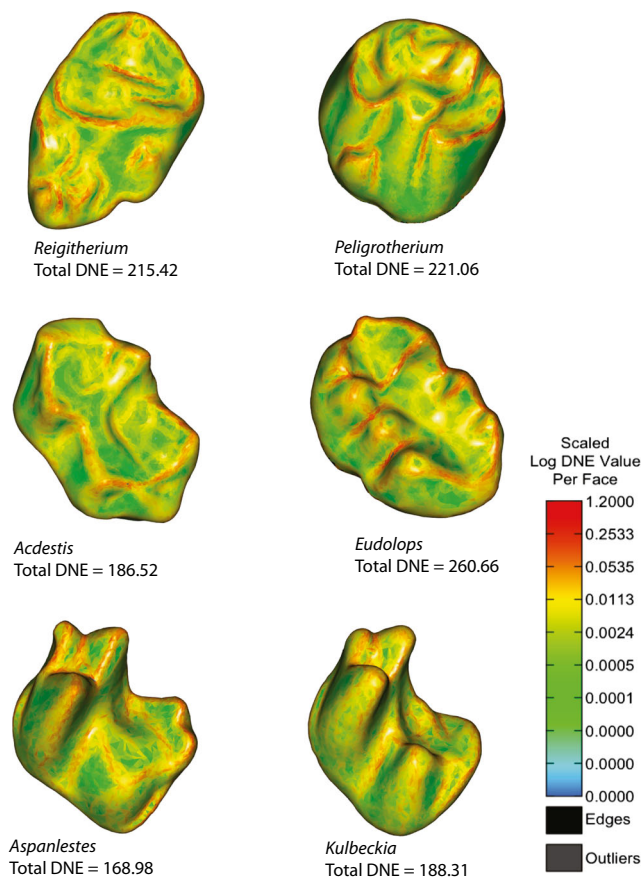 Reigitherium
Total DNE = 215.42
Peligrotherium
Total DNE = 221.06
Acdestis
Total DNE = 186.52
Eudolops
Total DNE = 260.66
Aspanlestes
Total DNE = 168.98
Kulbeckia
Total DNE = 188.31
Scaled
Log DNE Value
Per Face
1.2000
0.2533
0.0535
0.0113
0.0024
0.0005
0.0001
0.0000
0.0000
0.0000
Edges
Outliers